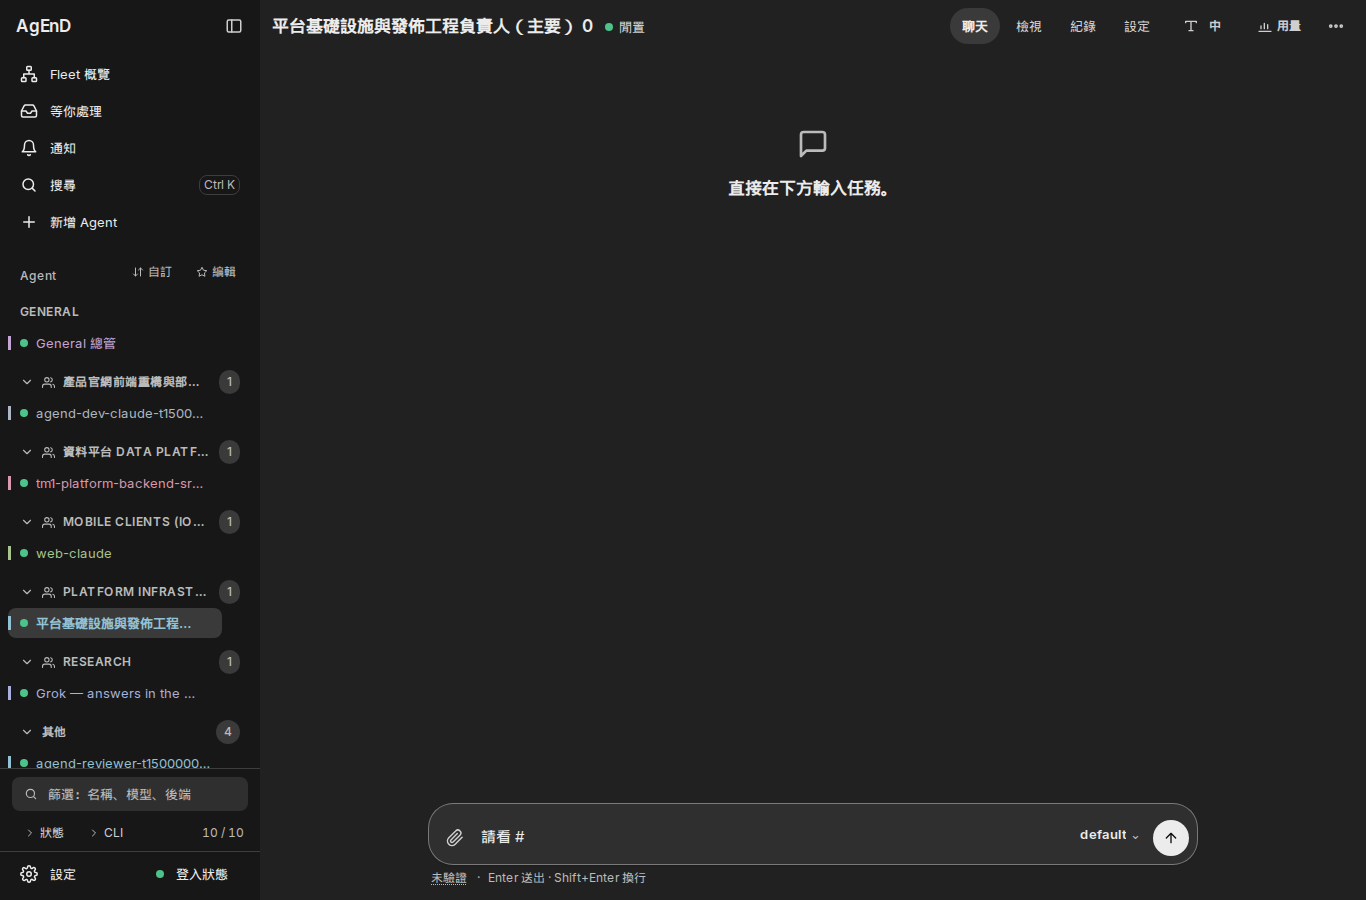 AgEnD
Fleet 概覽
等你處理
通知
搜尋 Ctrl K
新增 Agent
Agent 自訂 編輯
GENERAL
General 總管
產品官網前端重構與部... 1
agend-dev-claude-t1500...
資料平台 DATA PLATF... 1
tm1-platform-backend-sr...
MOBILE CLIENTS (IO... 1
web-claude
PLATFORM INFRAST... 1
平台基礎設施與發佈工程...
RESEARCH 1
Grok — answers in the ...
其他 4
agend-reviewer-t1500000...
篩選：名稱、模型、後端
狀態 CLI 10 / 10
設定 登入狀態
平台基礎設施與發佈工程負責人（主要）0 閒置
聊天 檢視 紀錄 設定 中 用量
直接在下方輸入任務。
請看 #
default
未驗證 · Enter 送出 · Shift+Enter 換行